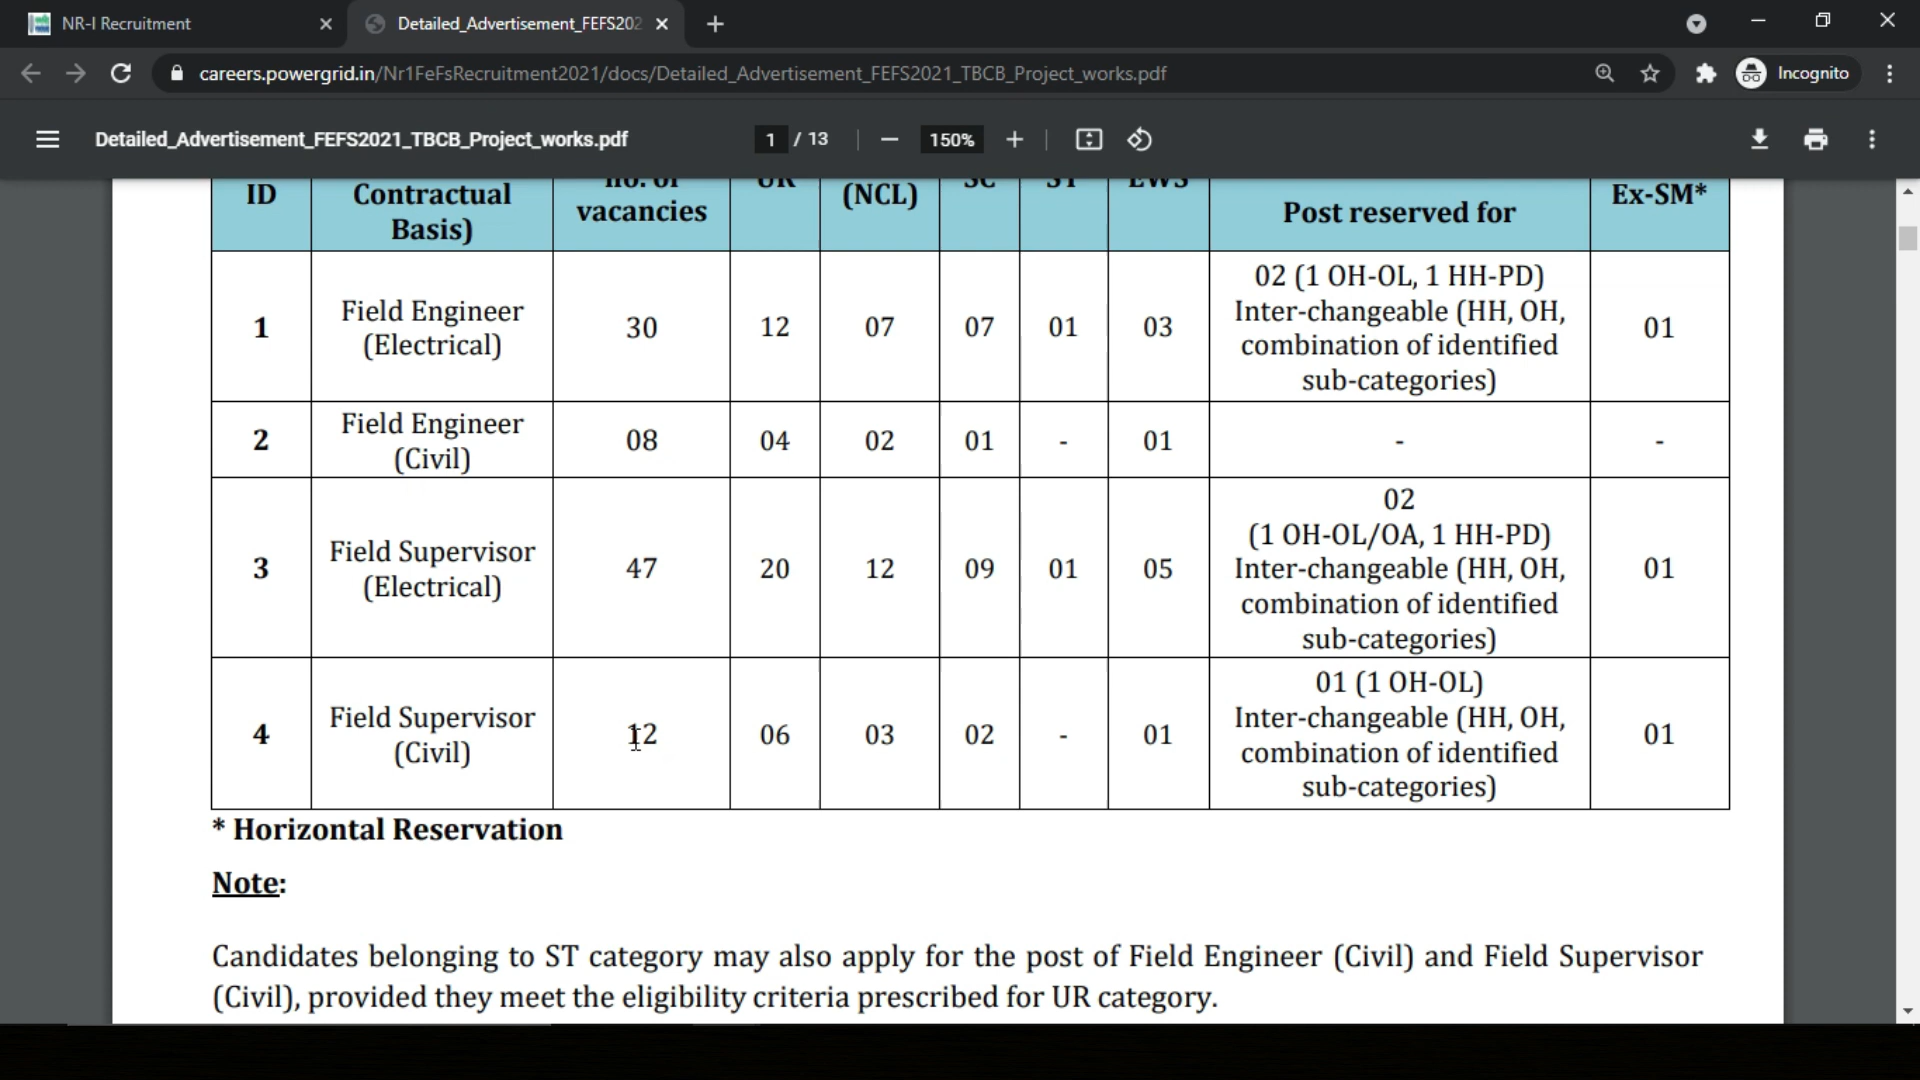 NR-I Recruitment
Detailed_Advertisement_FEFS202
careers.powergrid.in/Nr1FeFsRecruitment2021/docs/Detailed_Advertisement_FEFS2021_TBCB_Project_works.pdf
Incognito
Detailed_Advertisement_FEFS2021_TBCB_Project_works.pdf
1 / 13
150%
ID
Contractual
Basis)
no. of
vacancies
UR
(NCL)
SC
ST
EWS
Post reserved for
Ex-SM*
1
Field Engineer
(Electrical)
30
12
07
07
01
03
02 (1 OH-OL, 1 HH-PD)
Inter-changeable (HH, OH,
combination of identified
sub-categories)
01
2
Field Engineer
(Civil)
08
04
02
01
-
01
-
-
3
Field Supervisor
(Electrical)
47
20
12
09
01
05
02
(1 OH-OL/OA, 1 HH-PD)
Inter-changeable (HH, OH,
combination of identified
sub-categories)
01
4
Field Supervisor
(Civil)
12
06
03
02
-
01
01 (1 OH-OL)
Inter-changeable (HH, OH,
combination of identified
sub-categories)
01
* Horizontal Reservation
Note:
Candidates belonging to ST category may also apply for the post of Field Engineer (Civil) and Field Supervisor
(Civil), provided they meet the eligibility criteria prescribed for UR category.